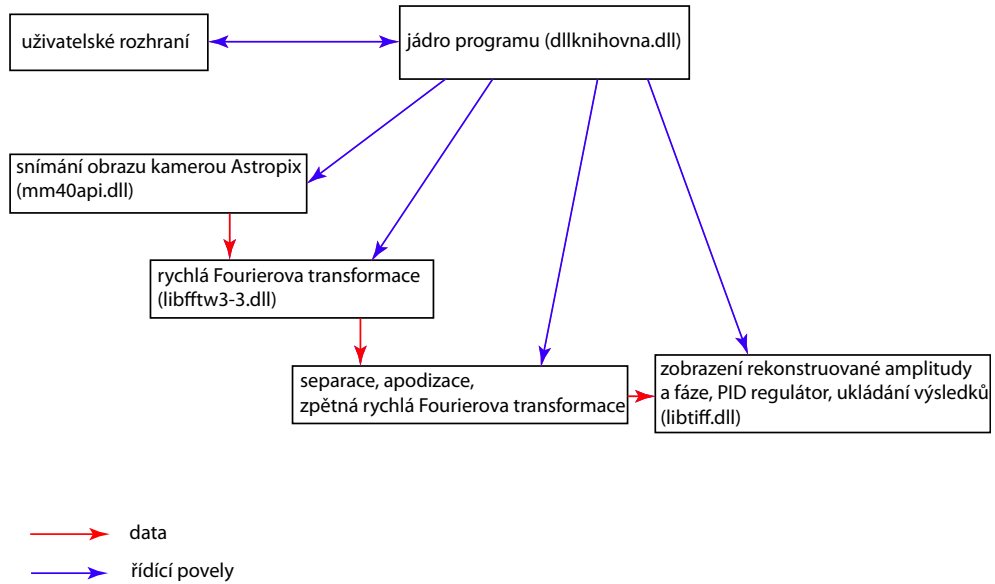 uživatelské rozhraní
jádro programu (dllknihovna.dll)
snímání obrazu kamerou Astropix
(mm40api.dll)
rychlá Fourierova transformace
(libfftw3-3.dll)
separace, apodizace,
zpětná rychlá Fourierova transformace
zobrazení rekonstruované amplitudy
a fáze, PID regulátor, ukládání výsledků
(libtiff.dll)
data
řídící povely